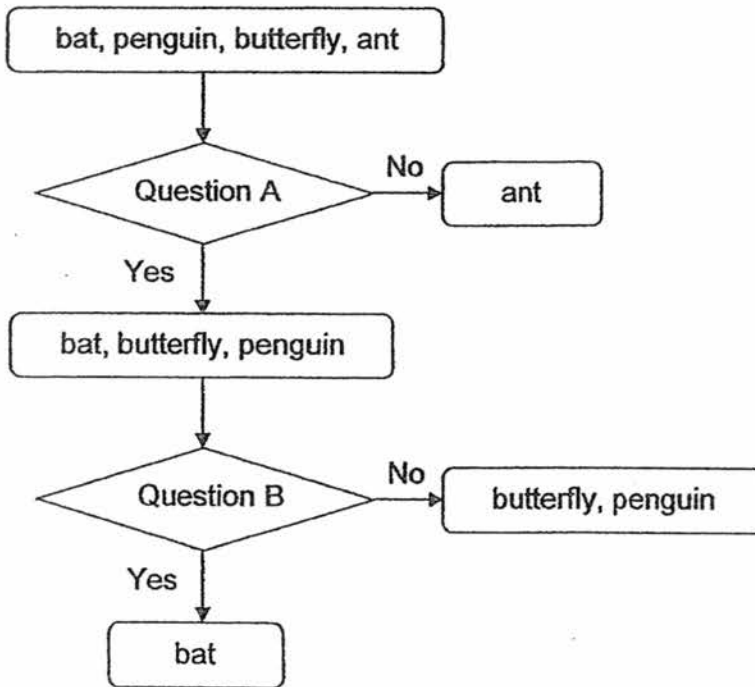 bat, penguin, butterfly, ant
Question A
No
ant
Yes
bat, butterfly, penguin
Question B
No
butterfly, penguin
Yes
bat